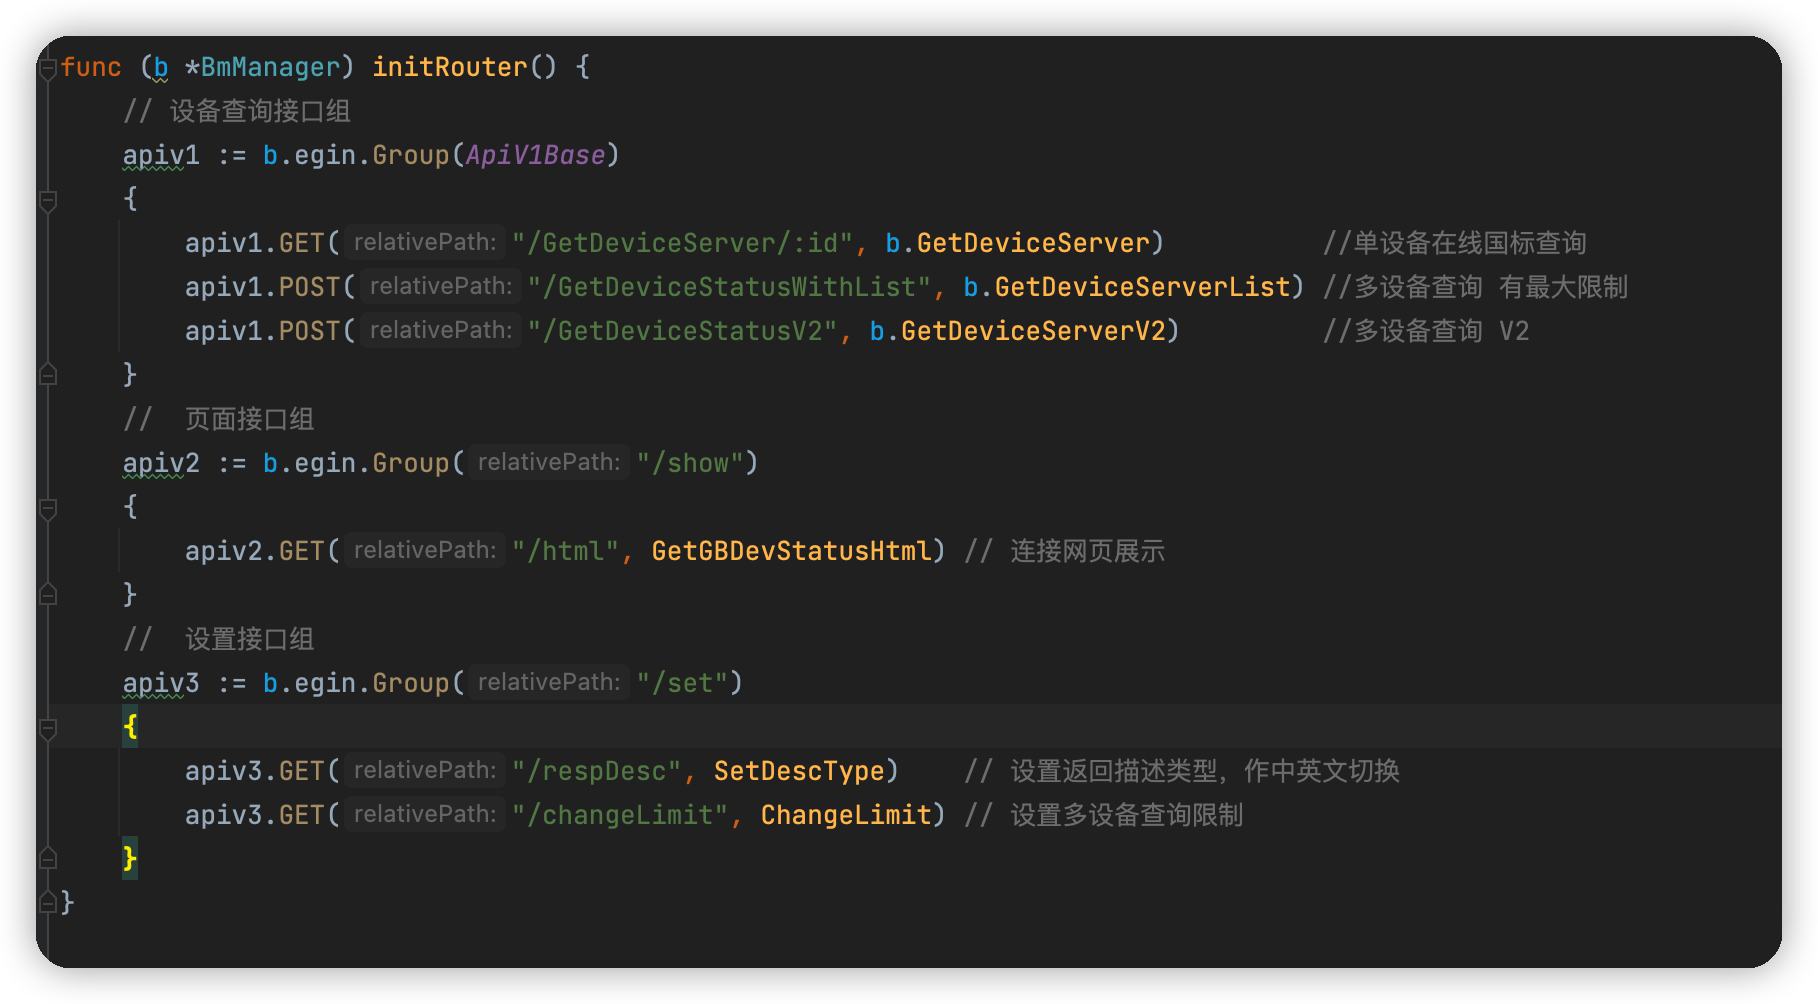 func (b *BmManager) initRouter() {
// 设备查询接口组
apiv1 := b.egin.Group(ApiV1Base)
{
apiv1.GET( relativePath: "/GetDeviceServer/:id", b.GetDeviceServer) //单设备在线国标查询
apiv1.POST( relativePath: "/GetDeviceStatusWithList", b.GetDeviceServerList) //多设备查询 有最大限制
apiv1.POST( relativePath: "/GetDeviceStatusV2", b.GetDeviceServerV2) //多设备查询 V2
}
// 页面接口组
apiv2 := b.egin.Group( relativePath: "/show")
{
apiv2.GET( relativePath: "/html", GetGBDevStatusHtml) // 连接网页展示
}
// 设置接口组
apiv3 := b.egin.Group( relativePath: "/set")
{
apiv3.GET( relativePath: "/respDesc", SetDescType) // 设置返回描述类型，作中英文切换
apiv3.GET( relativePath: "/changeLimit", ChangeLimit) // 设置多设备查询限制
}
}